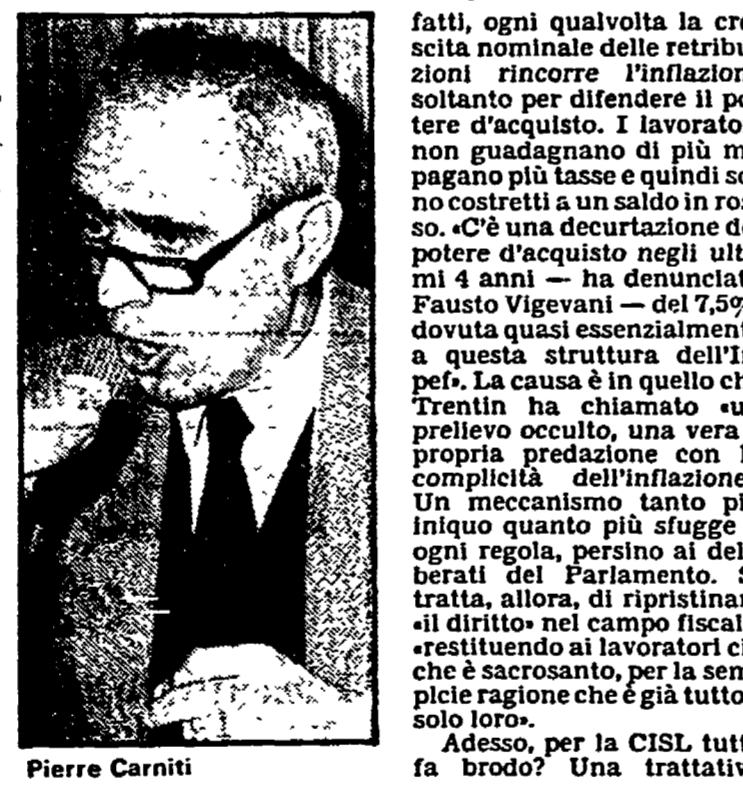 Pierre Carniti
fatti, ogni qualvolta la cre
scita nominale delle retribu
zioni rincorre l'inflazion
soltanto per difendere il po
tere d'acquisto. I lavorato
non guadagnano di più m
pagano più tasse e quindi so
no costretti a un saldo in ros
so. «C'è una decurtazione de
potere d'acquisto negli ulti
mi 4 anni — ha denunciat
Fausto Vigevani — del 7,5%
dovuta quasi essenzialment
a questa struttura dell'Ir
pef». La causa è in quello ch
Trentin ha chiamato «u
prelievo occulto, una vera
propria predazione con l
complicità dell'inflazione
Un meccanismo tanto pi
iniquo quanto più sfugge
ogni regola, persino ai deli
berati del Parlamento. S
tratta, allora, di ripristinar
«il diritto» nel campo fiscal
«restituendo ai lavoratori ci
che è sacrosanto, per la sem
plcie ragione che é già tutto
solo loro».
Adesso, per la CISL tutt
fa brodo? Una trattativ